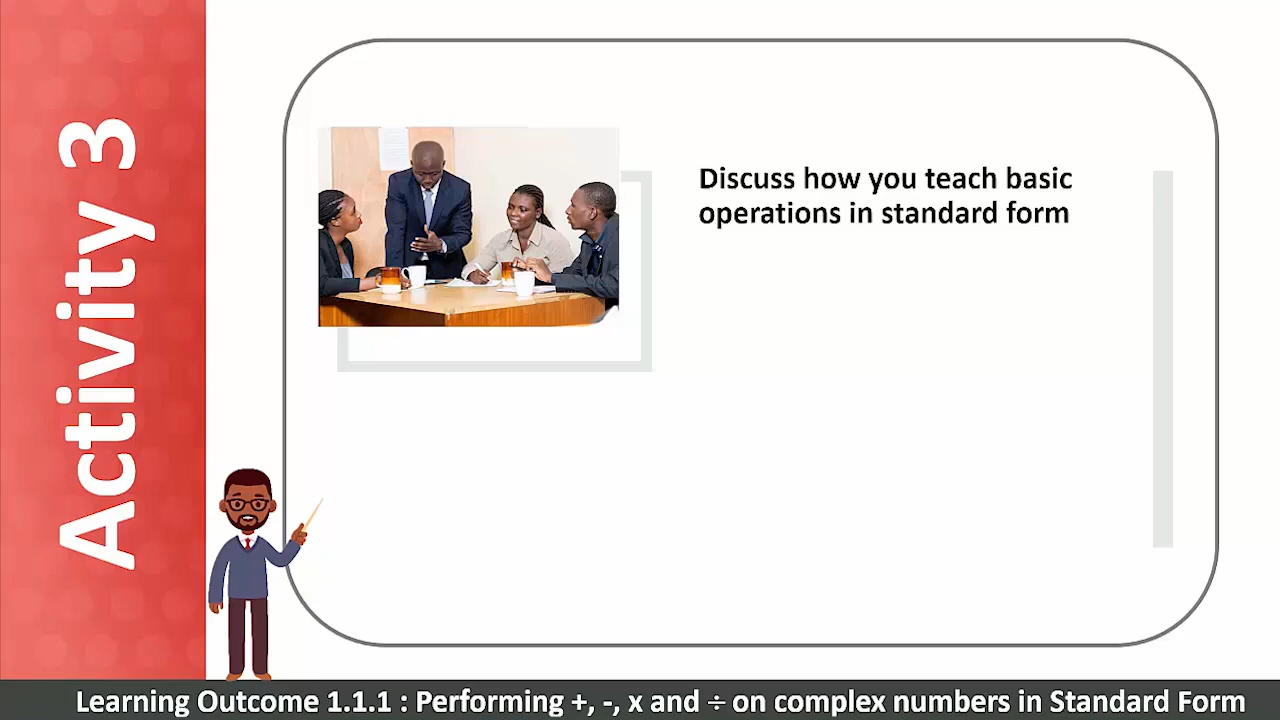 Activity 3
Discuss how you teach basic
operations in standard form
Learning Outcome 1.1.1 : Performing +, -, x and ÷ on complex numbers in Standard Form